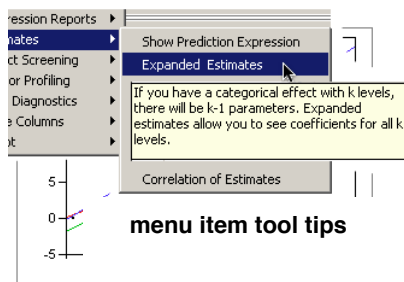 ression Reports
mates
Show Prediction Expression
ct Screening
Expanded Estimates
or Profiling
Diagnostics
If you have a categorical effect with k levels,
there will be k-1 parameters. Expanded
e Columns
estimates allow you to see coefficients for all k
ot
levels.
Correlation of Estimates
5
0
-5
menu item tool tips